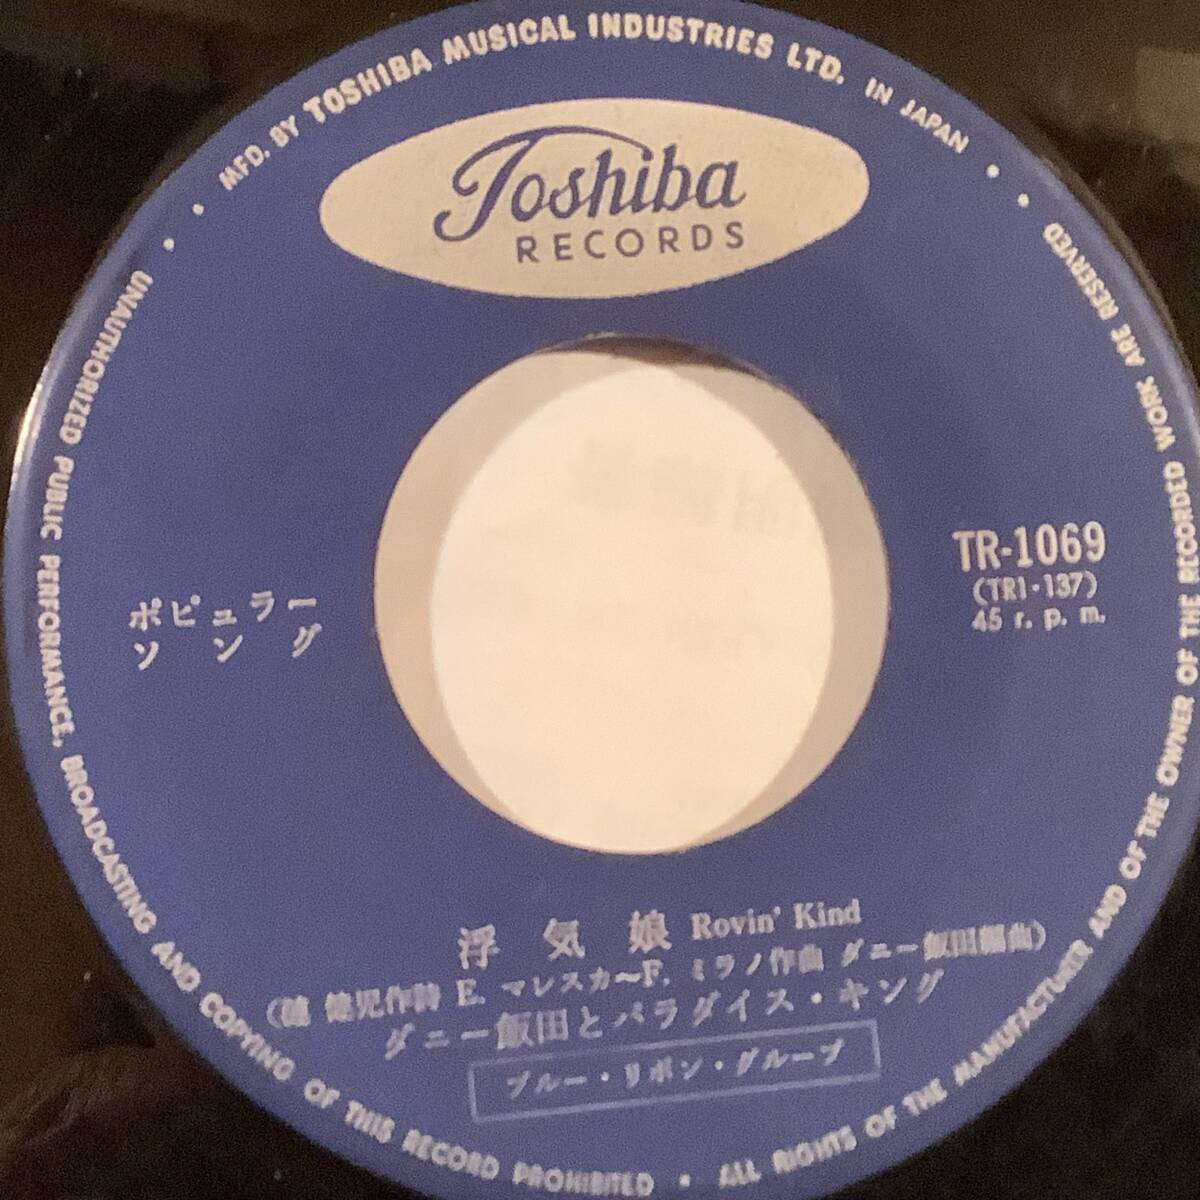 MFD. BY TOSHIBA MUSICAL INDUSTRIES LTD. IN JAPAN
Toshiba
RECORDS
TR-1069
(TR1・137)
45 r. p. m.
ポピュラー
ソング
浮気娘 Rovin' Kind
(漣 健児作詩 E. マレスカ〜F. ミラノ作曲 ダニー飯田編曲)
ダニー飯田とパラダイス・キング
ブルー・リボン・グループ
UNAUTHORIZED PUBLIC PERFORMANCE, BROADCASTING AND COPYING OF THIS RECORD PROHIBITED • ALL RIGHTS OF THE MANUFACTURER AND OF THE OWNER OF THE RECORDED WORK ARE RESERVED